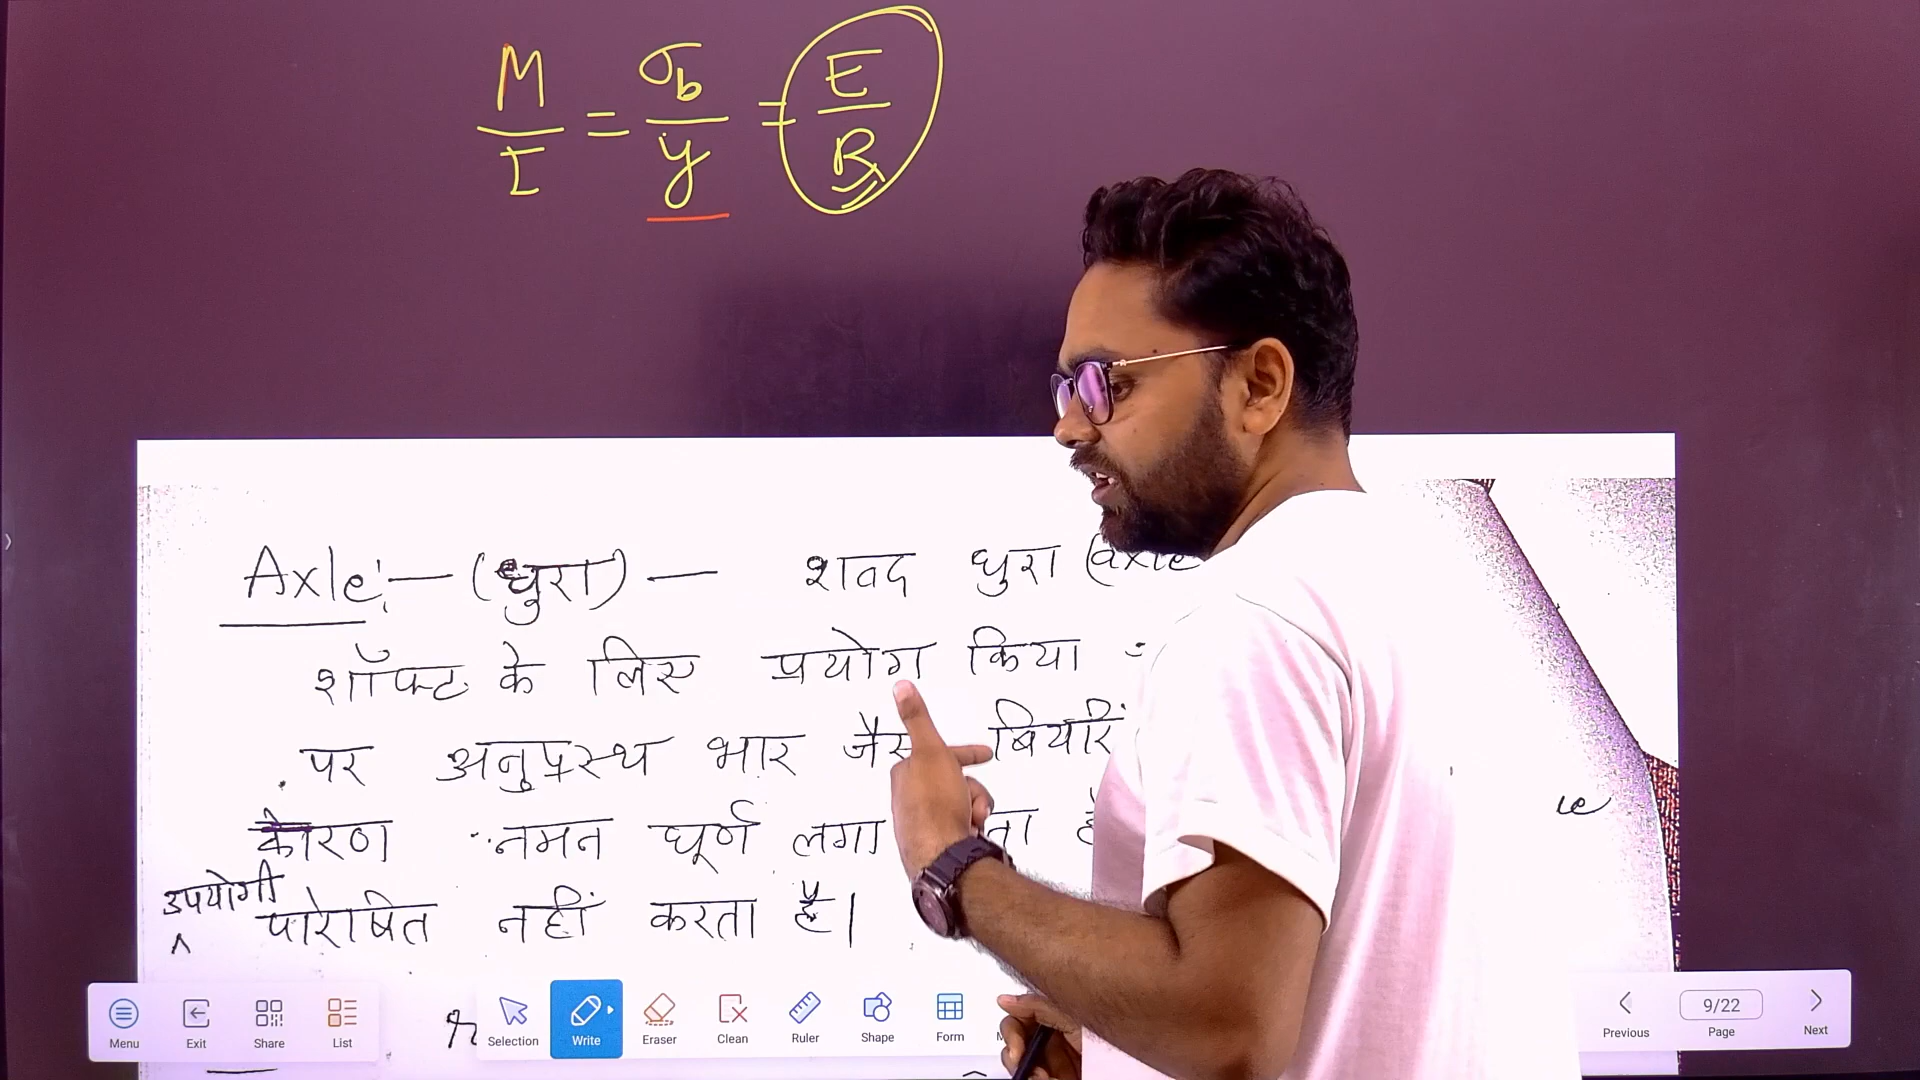 M/I = σb/y = E/R
Axle:— (धुरा) — शवद धुरा (axle
शॉफ्ट के लिए प्रयोग किया
पर अनुप्रस्थ भार जैस बियरिं
कारण नमन घूर्ण लगा ता है
उपयोगी
पारेषित नहीं करता है।
Menu Exit Share List Selection Write Eraser Clean Ruler Shape Form Previous 9/22 Page Next